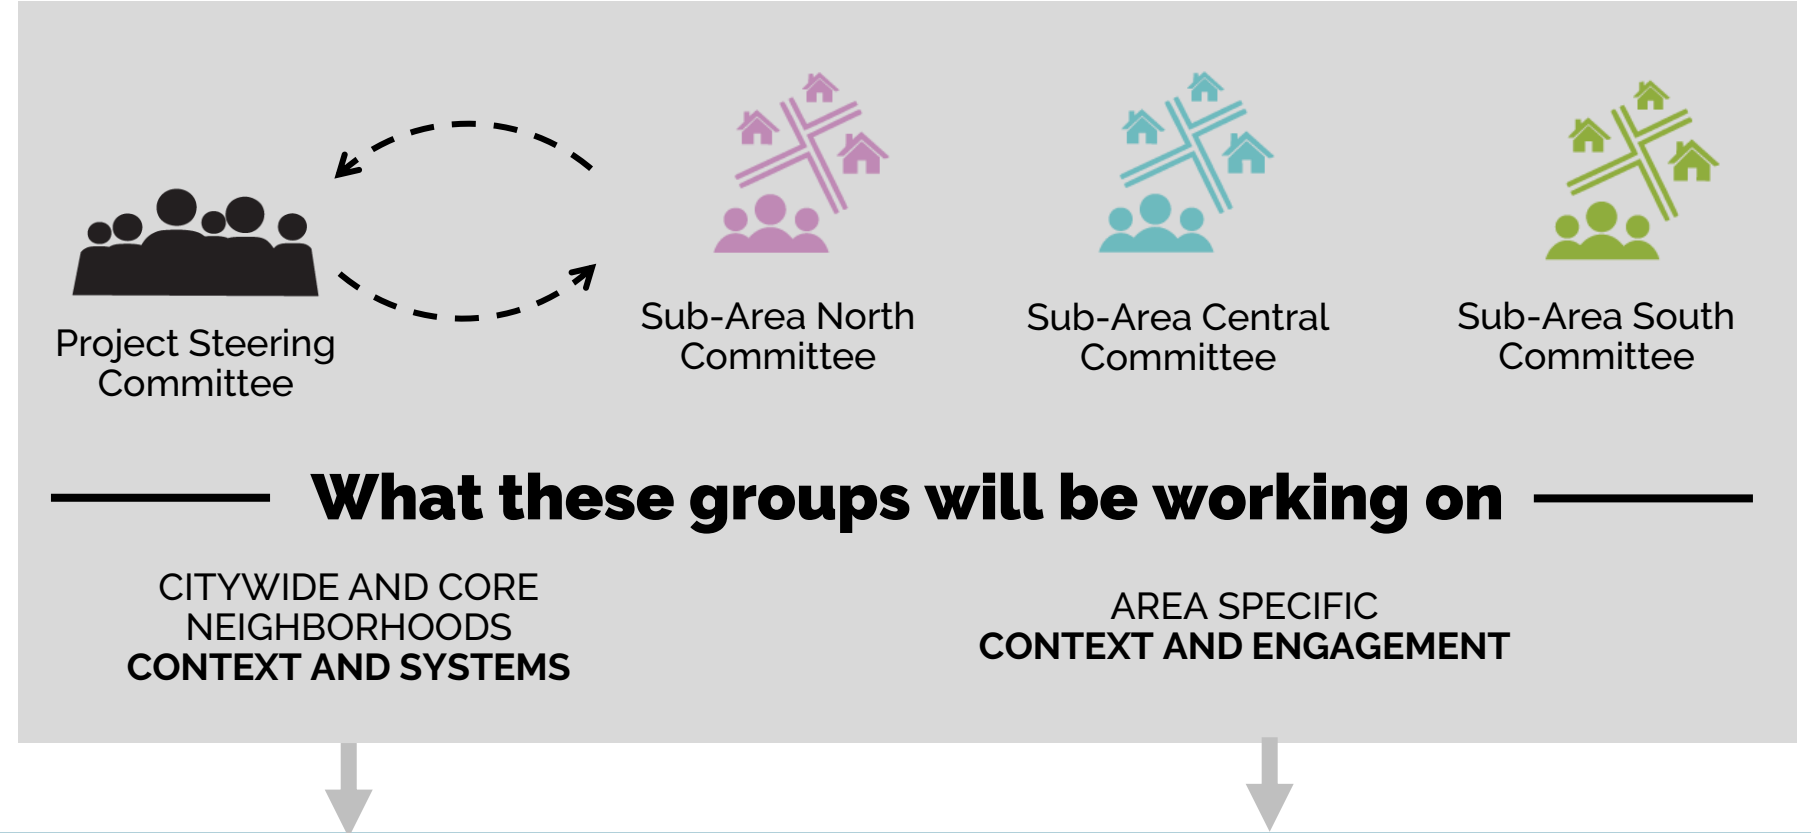 Project Steering
Committee
Sub-Area North
Committee
Sub-Area Central
Committee
Sub-Area South
Committee
What these groups will be working on
CITYWIDE AND CORE
NEIGHBORHOODS
CONTEXT AND SYSTEMS
AREA SPECIFIC
CONTEXT AND ENGAGEMENT